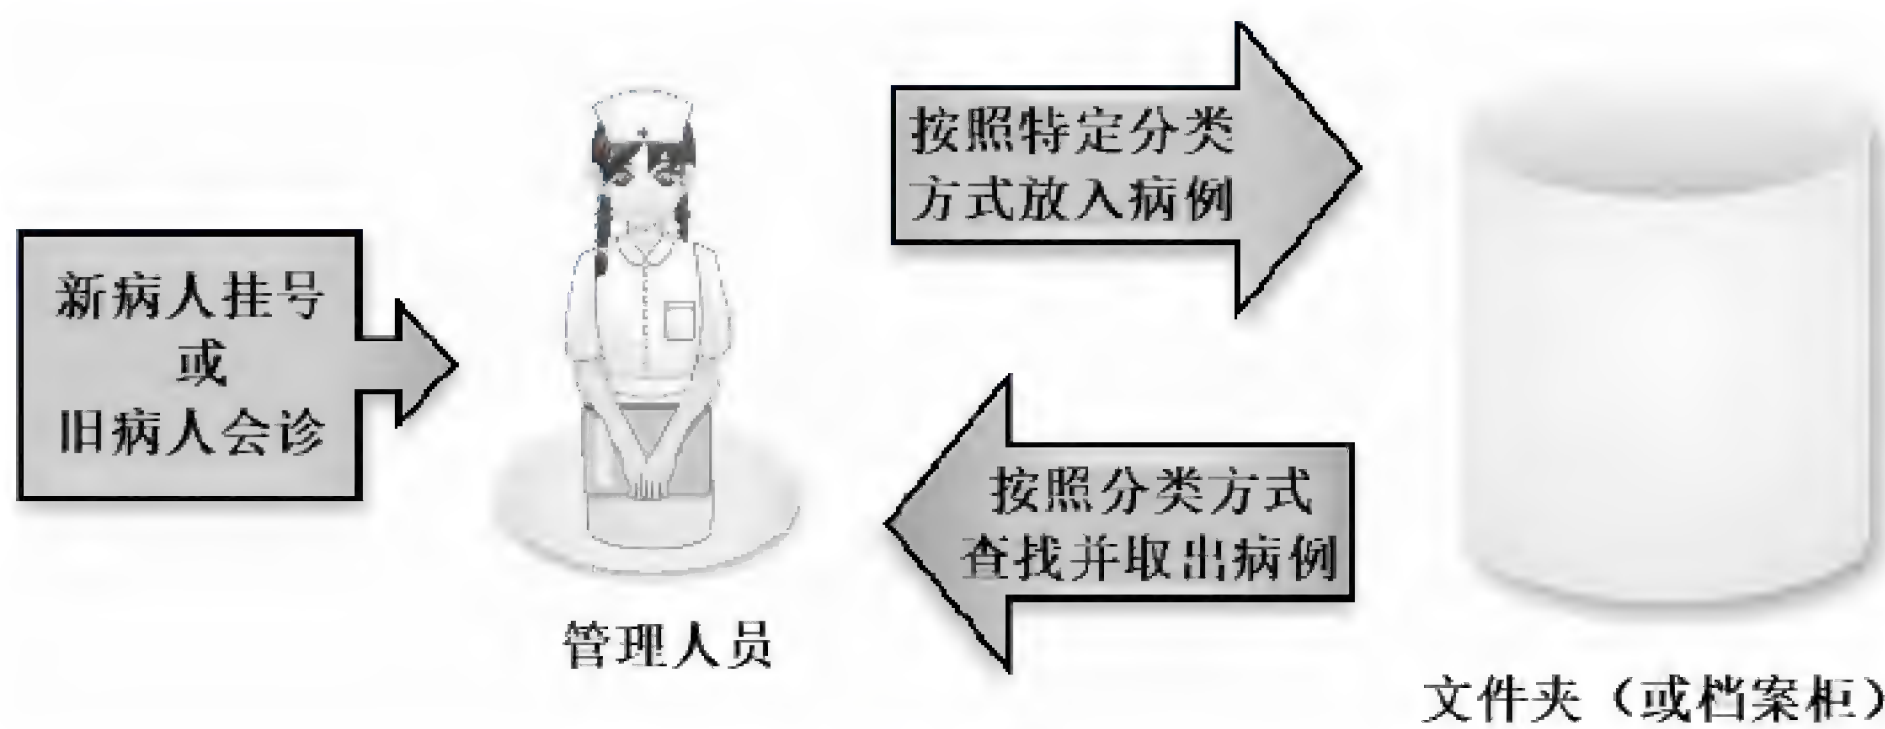 新病人挂号
或
旧病人会诊
管理人员
按照特定分类
方式放入病例
按照分类方式
查找并取出病例
文件夹（或档案柜）